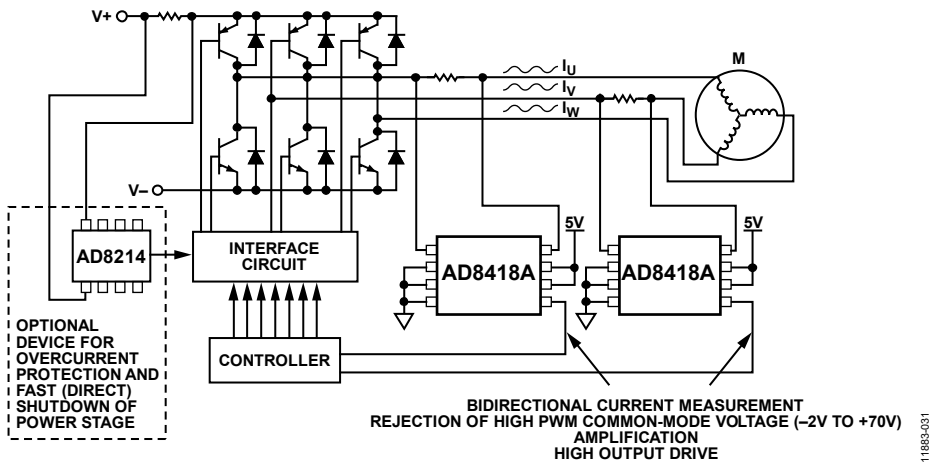 V+
M
IU
IV
IW
V–
5V
5V
AD8214
INTERFACE
CIRCUIT
AD8418A
AD8418A
OPTIONAL
DEVICE FOR
OVERCURRENT
PROTECTION AND
FAST (DIRECT)
SHUTDOWN OF
POWER STAGE
CONTROLLER
BIDIRECTIONAL CURRENT MEASUREMENT
REJECTION OF HIGH PWM COMMON-MODE VOLTAGE (–2V TO +70V)
AMPLIFICATION
HIGH OUTPUT DRIVE
11883-031